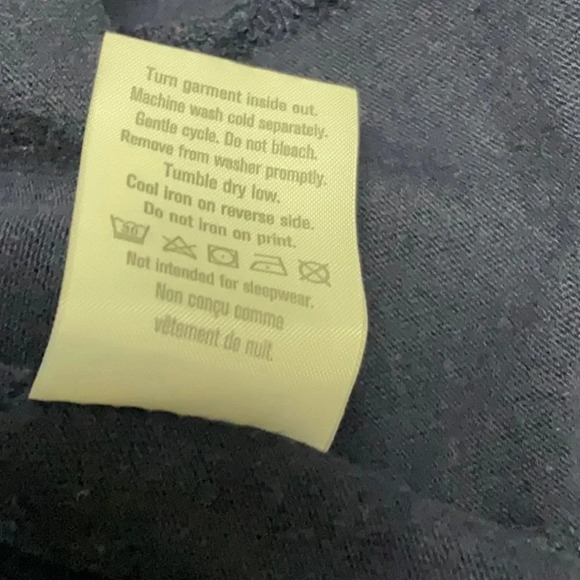 Turn garment inside out.
Machine wash cold separately.
Gentle cycle. Do not bleach.
Remove from washer promptly.
Tumble dry low.
Cool iron on reverse side.
Do not iron on print.
30
Not intended for sleepwear.
Non conçu comme
vêtement de nuit.